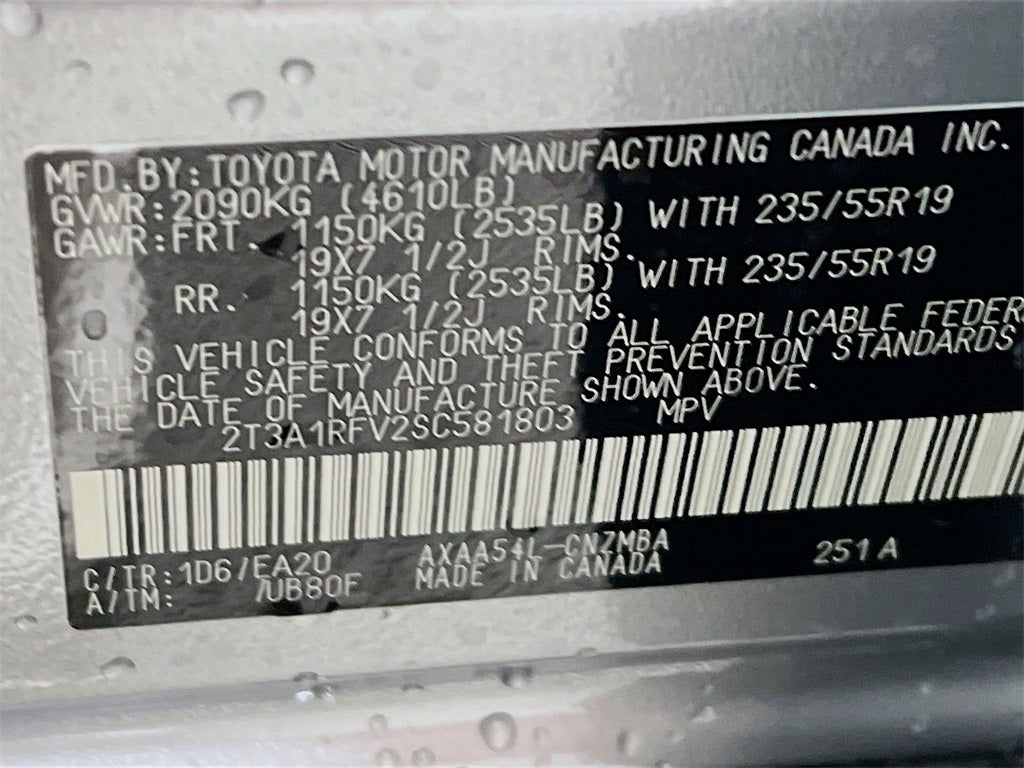 MFD.BY:TOYOTA MOTOR MANUFACTURING CANADA INC.
GVWR:2090KG (4610LB)
GAWR:FRT. 1150KG (2535LB) WITH 235/55R19
19X7 1/2J RIMS.
RR. 1150KG (2535LB) WITH 235/55R19
19X7 1/2J RIMS.
THIS VEHICLE CONFORMS TO ALL APPLICABLE FEDER
VEHICLE SAFETY AND THEFT PREVENTION STANDARDS
THE DATE OF MANUFACTURE SHOWN ABOVE.
2T3A1RFV2SC581803 MPV
C/TR:1D6/EA20 AXAA54L-CNZMBA 251A
A/TM: /UB80F MADE IN CANADA